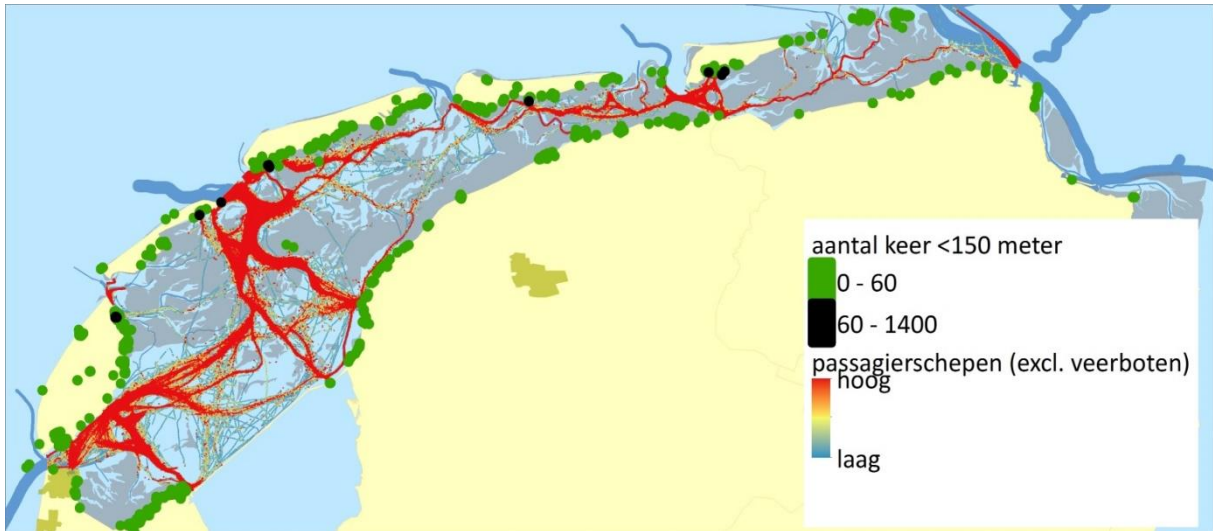 aantal keer <150 meter
0 - 60
60 - 1400
passagierschepen (excl. veerboten)
hoog
laag